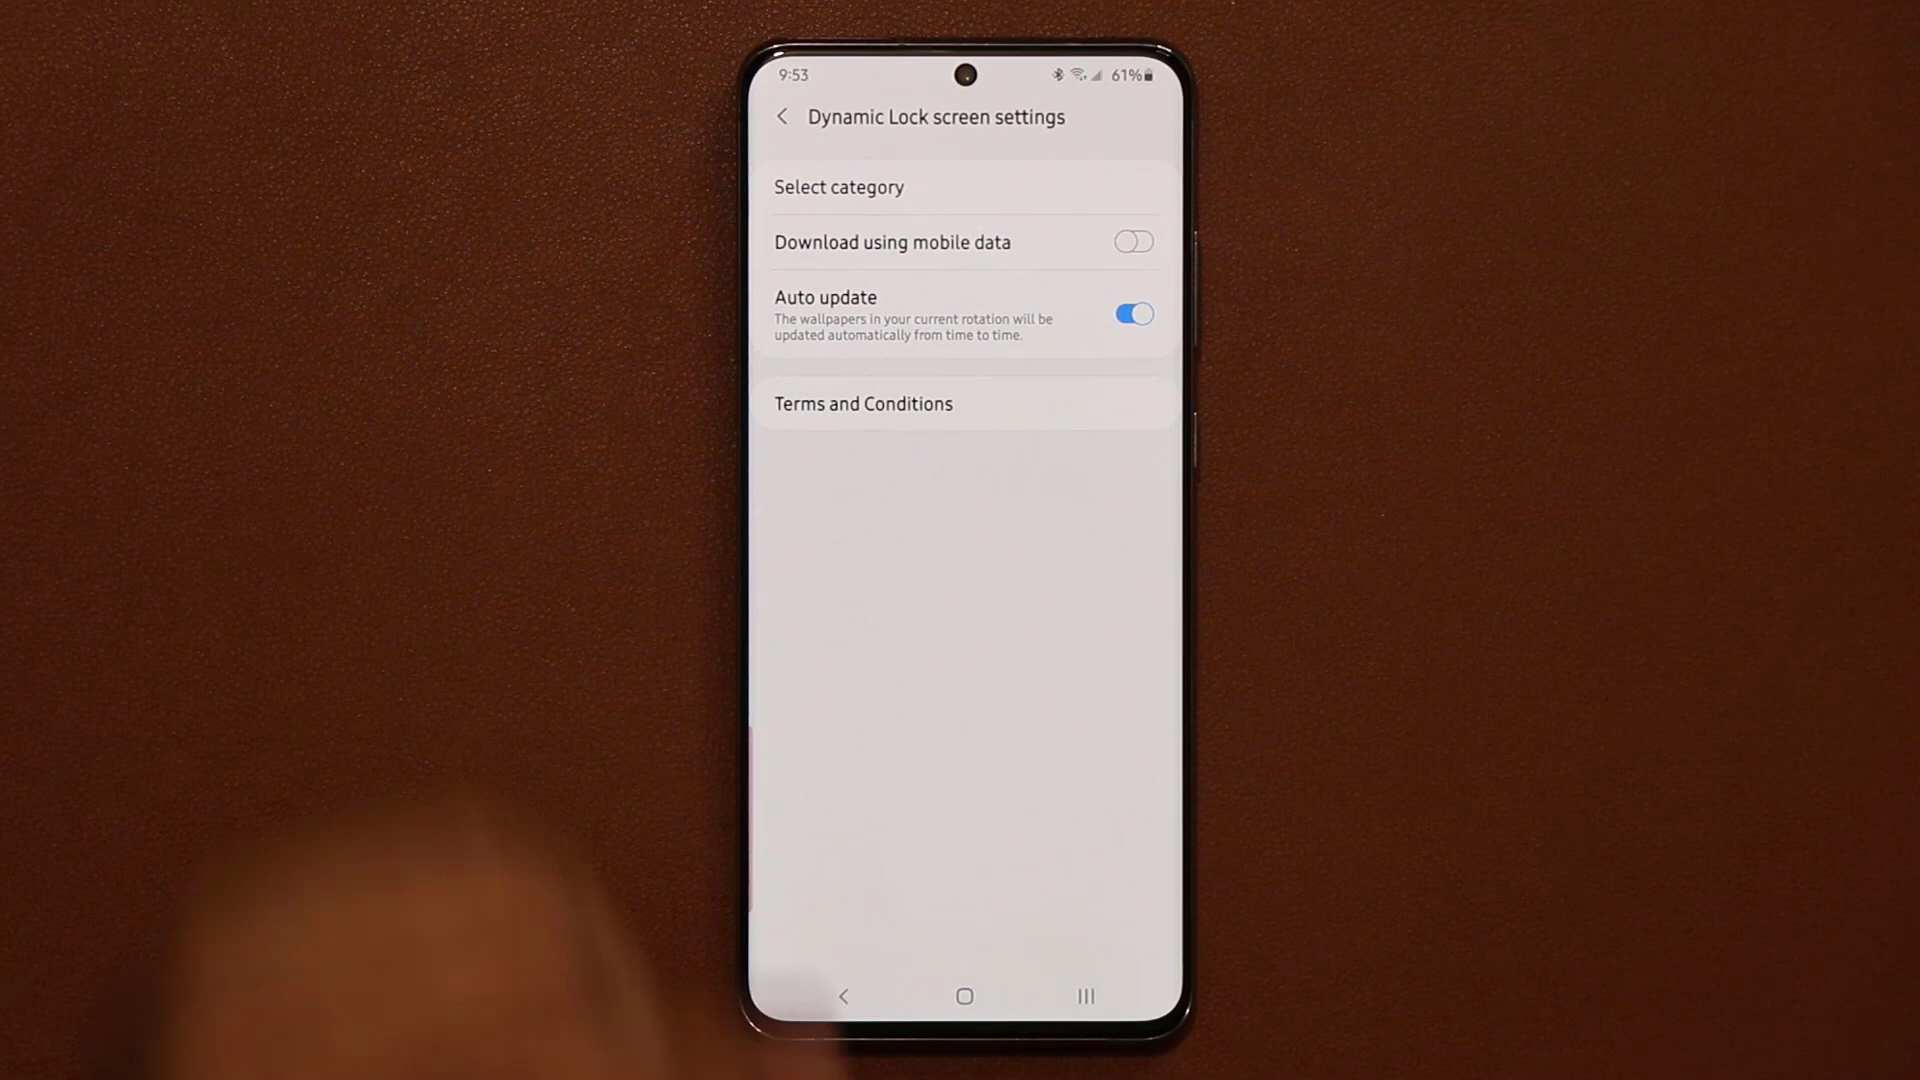 9:53
61%
Dynamic Lock screen settings
Select category
Download using mobile data
Auto update
The wallpapers in your current rotation will be
updated automatically from time to time.
Terms and Conditions